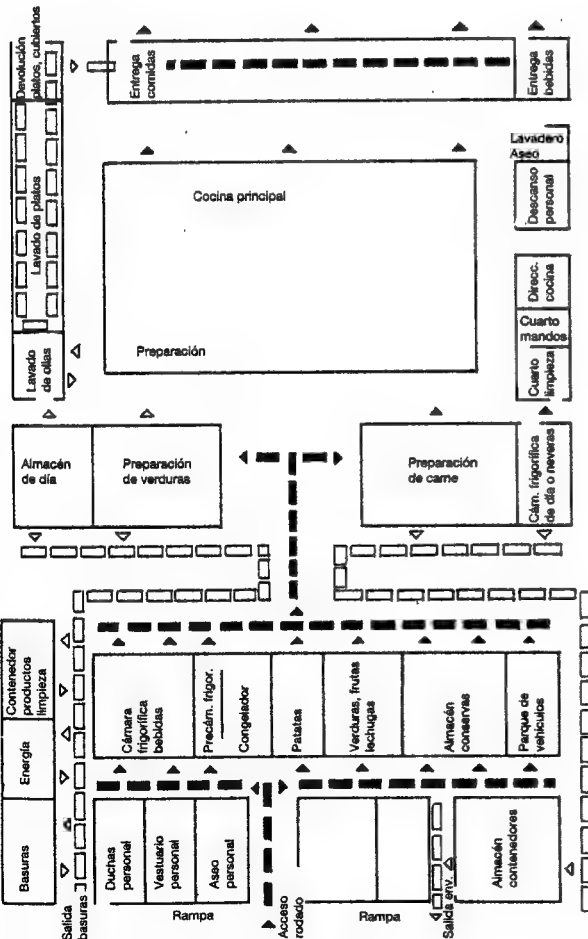 Devolución
platos, cubiertos
Lavado de platos
Lavado
de ollas
Entrega
comidas
Entrega
bebidas
Cocina principal
Preparación
Lavadero
Aseo
Descanso
personal
Direcc.
cocina
Cuarto
mandos
Cuarto
limpieza
Almacén
de día
Preparación
de verduras
Preparación
de carne
Cám. frigorífica
de día o neveras
Contenedor
productos
limpieza
Energía
Basuras
Cámara
frigorífica
bebidas
Precám. frigor.
Congelador
Patatas
Verduras, frutas
lechugas
Almacén
conservas
Parque de
vehículos
Duchas
personal
Vestuario
personal
Aseo
personal
Almacén
contenedores
Salida
basuras
Rampa
Acceso
rodado
Rampa
Salida env.